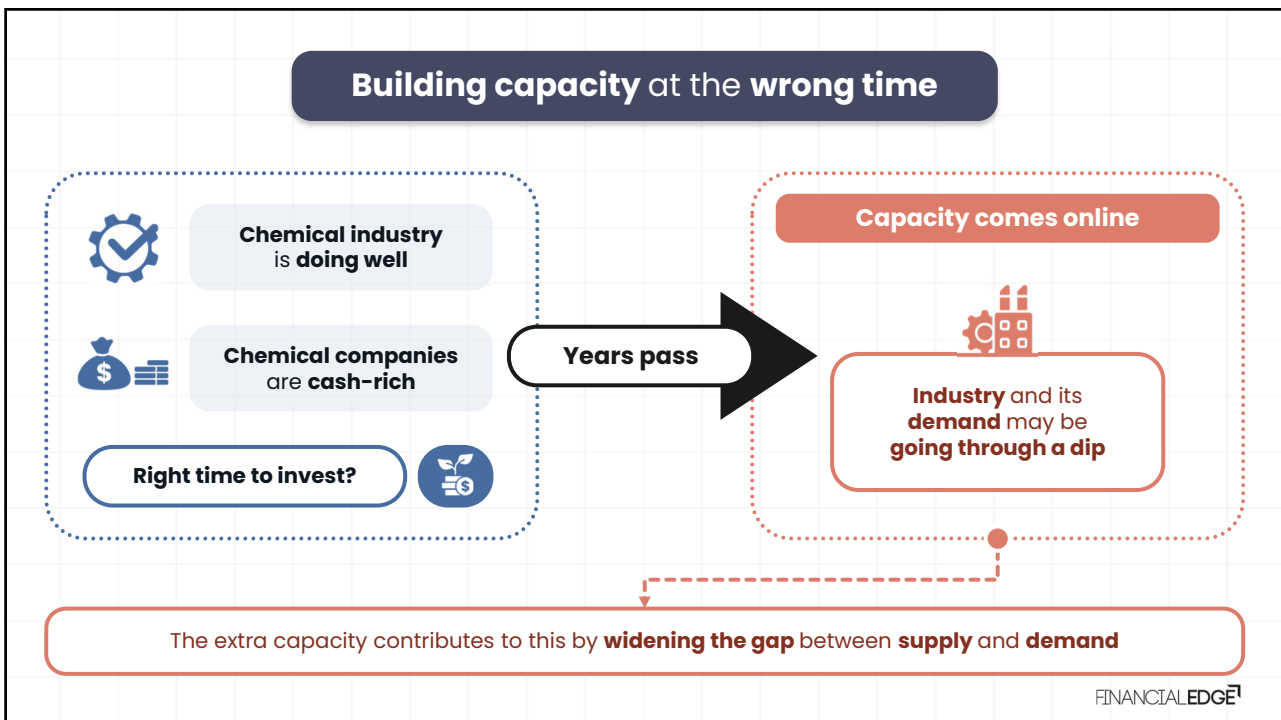 Building capacity at the wrong time
Chemical industry
is doing well
$
Chemical companies
are cash-rich
Right time to invest?
$
Years pass
Capacity comes online
Industry and its
demand may be
going through a dip
The extra capacity contributes to this by widening the gap between supply and demand
FINANCIALEDGE